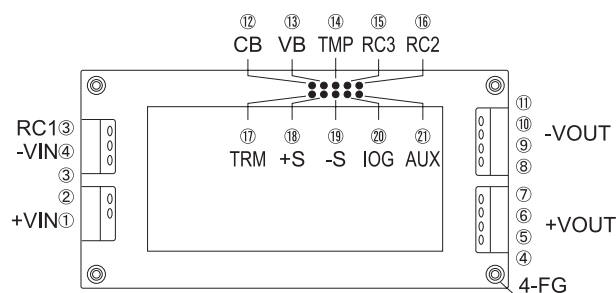 ⑫ ⑬ ⑭ ⑮ ⑯
CB VB TMP RC3 RC2
⑪
RC1③ ⑩
-VOUT
-VIN④ ⑨
⑰ ⑱ ⑲ ⑳ ㉑
⑧
TRM +S -S IOG AUX
③
② ⑦
⑥
+VIN① +VOUT
⑤
④
4-FG